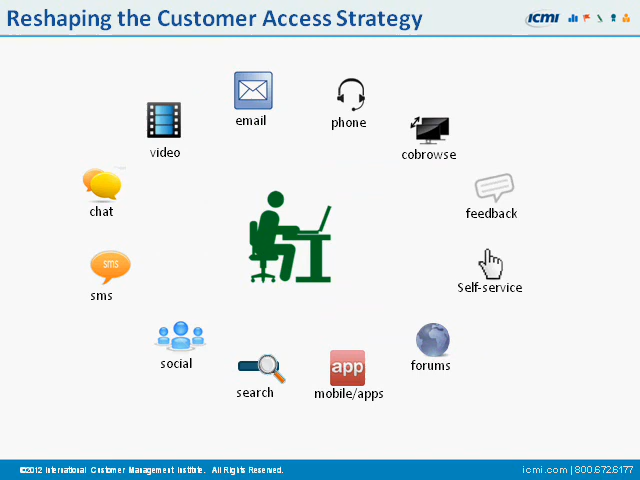 Reshaping the Customer Access Strategy
ICMI
email
phone
video
cobrowse
chat
feedback
SMS
sms
Self-service
social
forums
search
app
mobile/apps
©2012 International Customer Management Institute. All Rights Reserved.
icmi.com | 800.672.6177